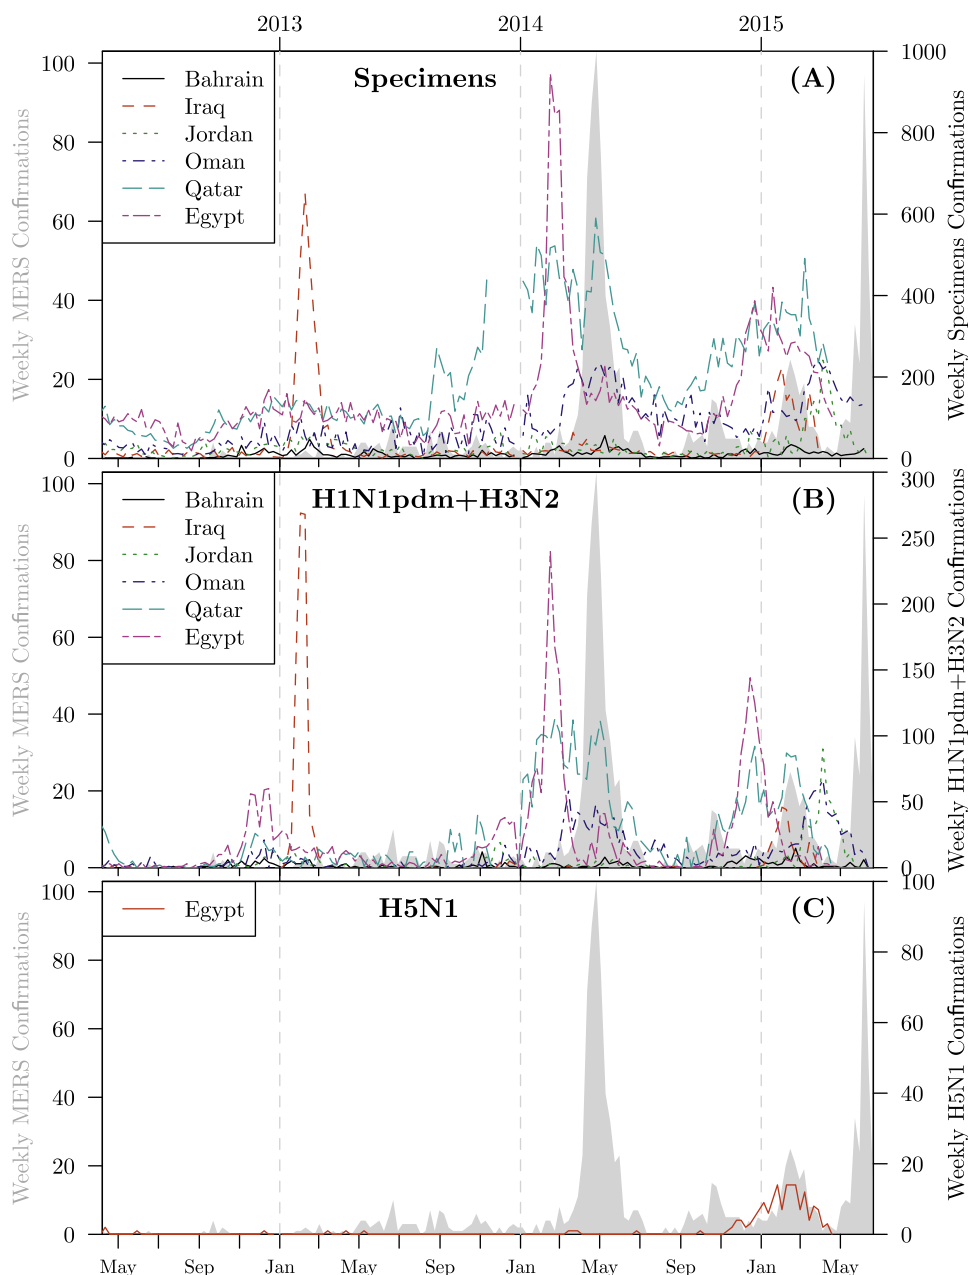 2013 2014 2015
Specimens (A)
Bahrain
Iraq
Jordan
Oman
Qatar
Egypt
100
80
60
40
20
0
1000
800
600
400
200
0
Weekly MERS Confirmations
Weekly Specimens Confirmations
H1N1pdm+H3N2 (B)
Bahrain
Iraq
Jordan
Oman
Qatar
Egypt
100
80
60
40
20
0
300
250
200
150
100
50
0
Weekly MERS Confirmations
Weekly H1N1pdm+H3N2 Confirmations
H5N1 (C)
Egypt
100
80
60
40
20
0
100
80
60
40
20
0
Weekly MERS Confirmations
Weekly H5N1 Confirmations
May Sep Jan May Sep Jan May Sep Jan May